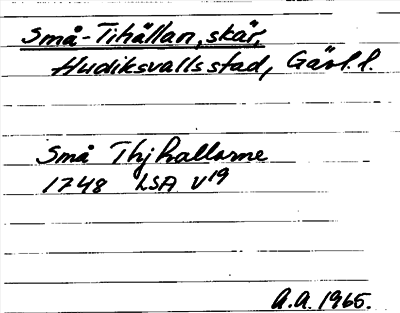 Små-Tihällan, skär,
Hudiksvalls stad, Gävl.l.
Små Thjhallarne
1748 LSA V19
A.A. 1965.